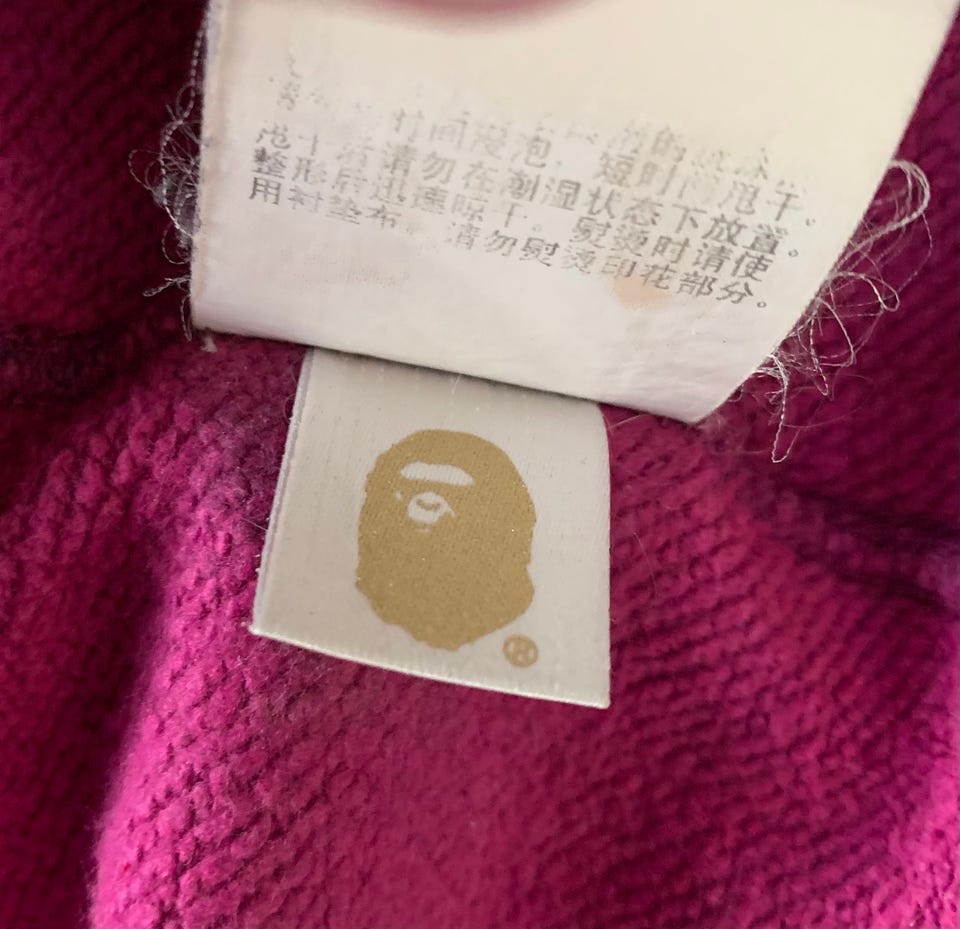 时间浸泡，短时间甩干。
甩干后请勿在潮湿状态下放置。
整形后迅速晾干。熨烫时请使
用衬垫布。请勿熨烫印花部分。
®